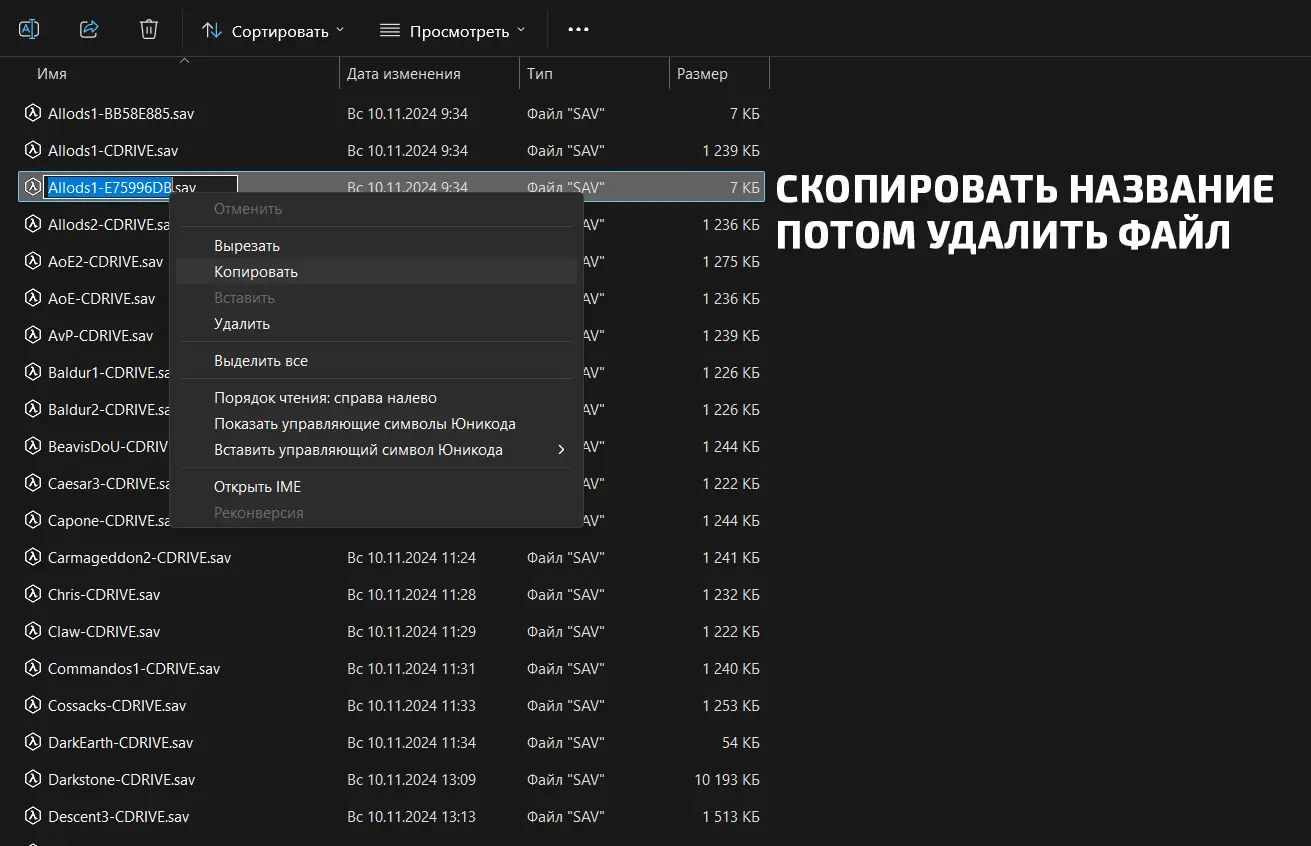 Сортировать Просмотреть
Имя Дата изменения Тип Размер
Allods1-BB58E885.sav Вс 10.11.2024 9:34 Файл "SAV" 7 КБ
Allods1-CDRIVE.sav Вс 10.11.2024 9:34 Файл "SAV" 1 239 КБ
Allods1-E75996DB.sav Вс 10.11.2024 9:34 Файл "SAV" 7 КБ
СКОПИРОВАТЬ НАЗВАНИЕ
ПОТОМ УДАЛИТЬ ФАЙЛ
Отменить
Вырезать
Копировать
Вставить
Удалить
Выделить все
Порядок чтения: справа налево
Показать управляющие символы Юникода
Вставить управляющий символ Юникода
Открыть IME
Реконверсия
Allods2-CDRIVE.sa AV" 1 236 КБ
AoE2-CDRIVE.sav AV" 1 275 КБ
AoE-CDRIVE.sav AV" 1 236 КБ
AvP-CDRIVE.sav AV" 1 239 КБ
Baldur1-CDRIVE.sa AV" 1 226 КБ
Baldur2-CDRIVE.sa AV" 1 226 КБ
BeavisDoU-CDRIV AV" 1 244 КБ
Caesar3-CDRIVE.sa AV" 1 222 КБ
Capone-CDRIVE.sa AV" 1 244 КБ
Carmageddon2-CDRIVE.sav Вс 10.11.2024 11:24 Файл "SAV" 1 241 КБ
Chris-CDRIVE.sav Вс 10.11.2024 11:28 Файл "SAV" 1 232 КБ
Claw-CDRIVE.sav Вс 10.11.2024 11:29 Файл "SAV" 1 222 КБ
Commandos1-CDRIVE.sav Вс 10.11.2024 11:31 Файл "SAV" 1 240 КБ
Cossacks-CDRIVE.sav Вс 10.11.2024 11:33 Файл "SAV" 1 253 КБ
DarkEarth-CDRIVE.sav Вс 10.11.2024 11:34 Файл "SAV" 54 КБ
Darkstone-CDRIVE.sav Вс 10.11.2024 13:09 Файл "SAV" 10 193 КБ
Descent3-CDRIVE.sav Вс 10.11.2024 13:13 Файл "SAV" 1 513 КБ